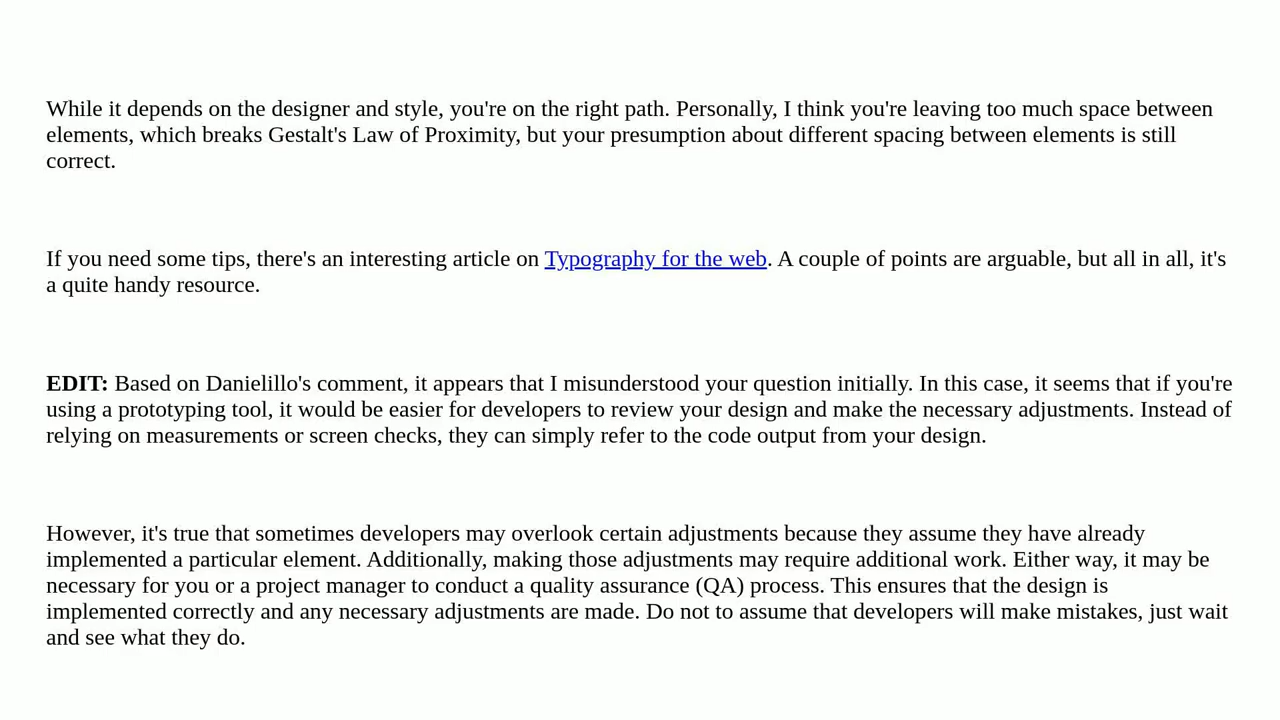 While it depends on the designer and style, you're on the right path. Personally, I think you're leaving too much space between
elements, which breaks Gestalt's Law of Proximity, but your presumption about different spacing between elements is still
correct.
If you need some tips, there's an interesting article on Typography for the web. A couple of points are arguable, but all in all, it's
a quite handy resource.
EDIT: Based on Danielillo's comment, it appears that I misunderstood your question initially. In this case, it seems that if you're
using a prototyping tool, it would be easier for developers to review your design and make the necessary adjustments. Instead of
relying on measurements or screen checks, they can simply refer to the code output from your design.
However, it's true that sometimes developers may overlook certain adjustments because they assume they have already
implemented a particular element. Additionally, making those adjustments may require additional work. Either way, it may be
necessary for you or a project manager to conduct a quality assurance (QA) process. This ensures that the design is
implemented correctly and any necessary adjustments are made. Do not to assume that developers will make mistakes, just wait
and see what they do.